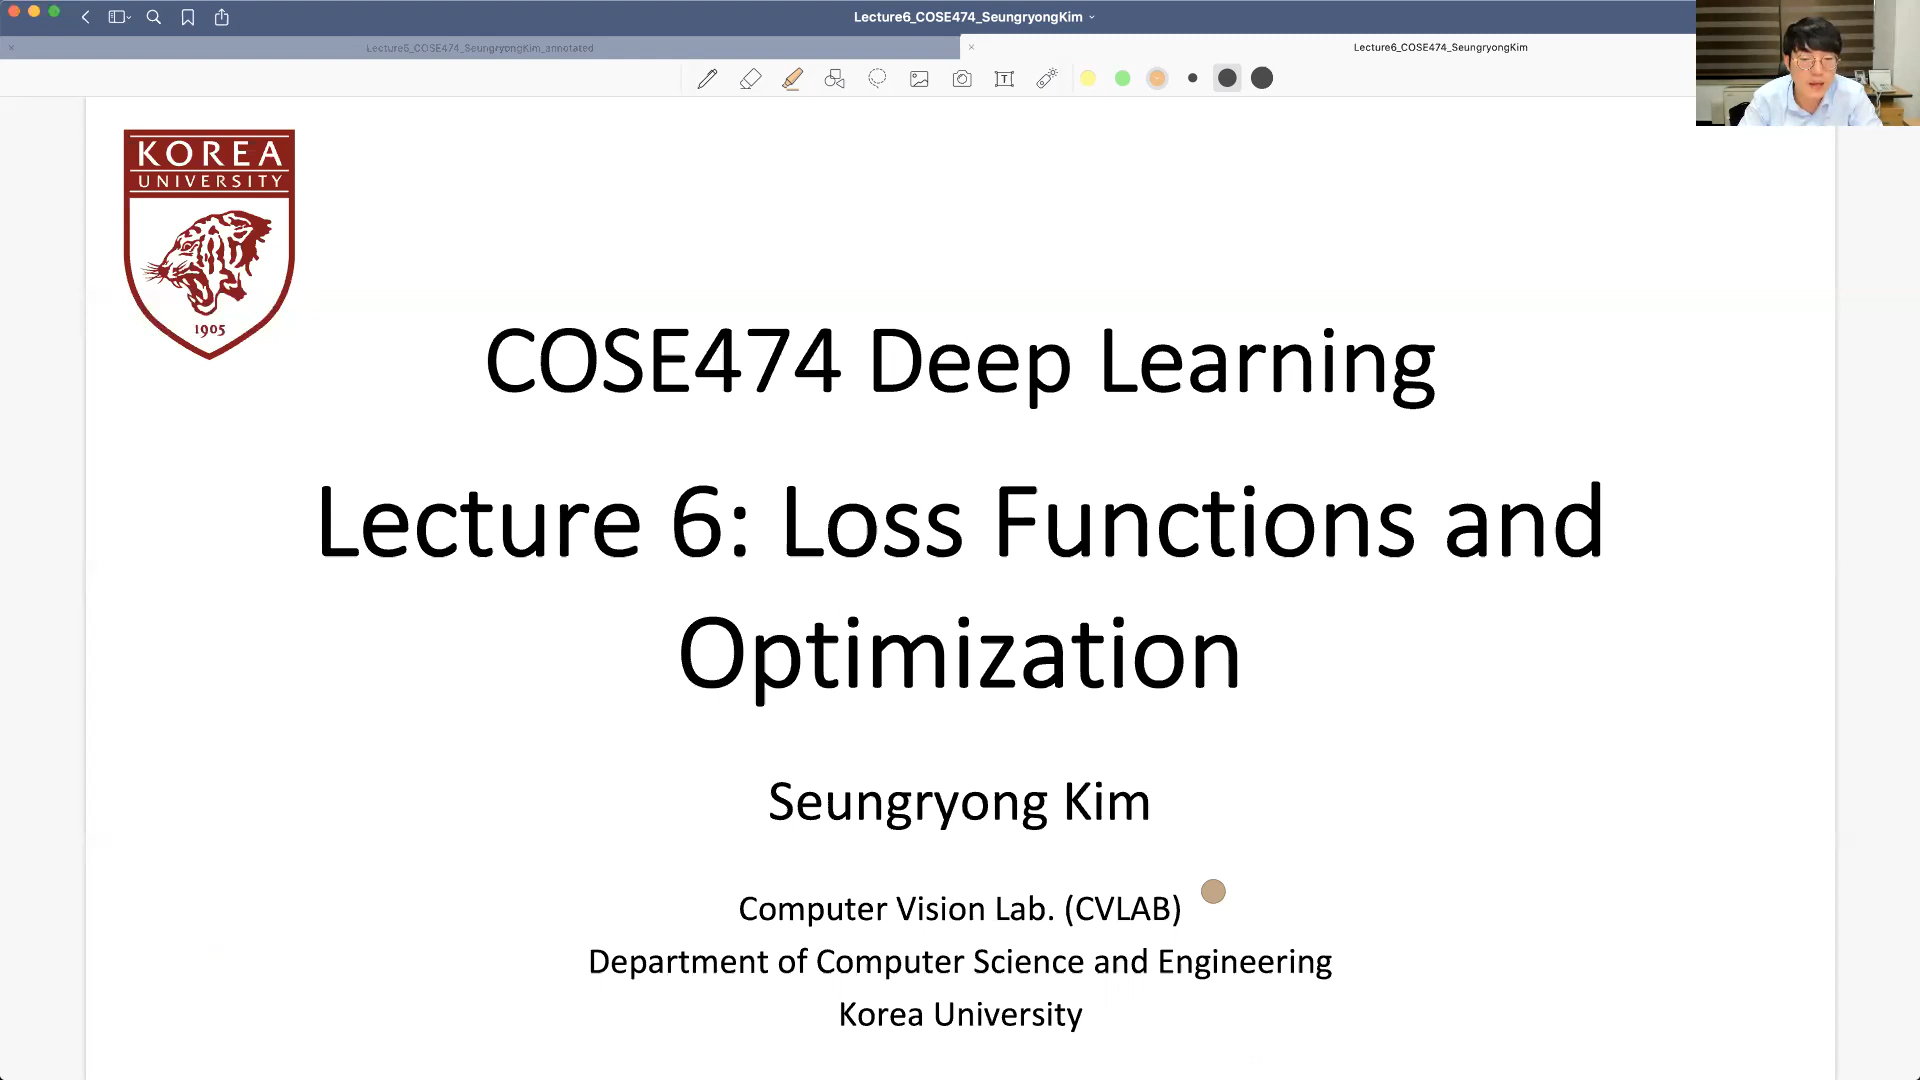 Lecture6_COSE474_SeungryongKim
Lecture5_COSE474_SeungryongKim_annotated
Lecture6_COSE474_SeungryongKim
T
KOREA
UNIVERSITY
1905
COSE474 Deep Learning
Lecture 6: Loss Functions and
Optimization
Seungryong Kim
Computer Vision Lab. (CVLAB)
Department of Computer Science and Engineering
Korea University